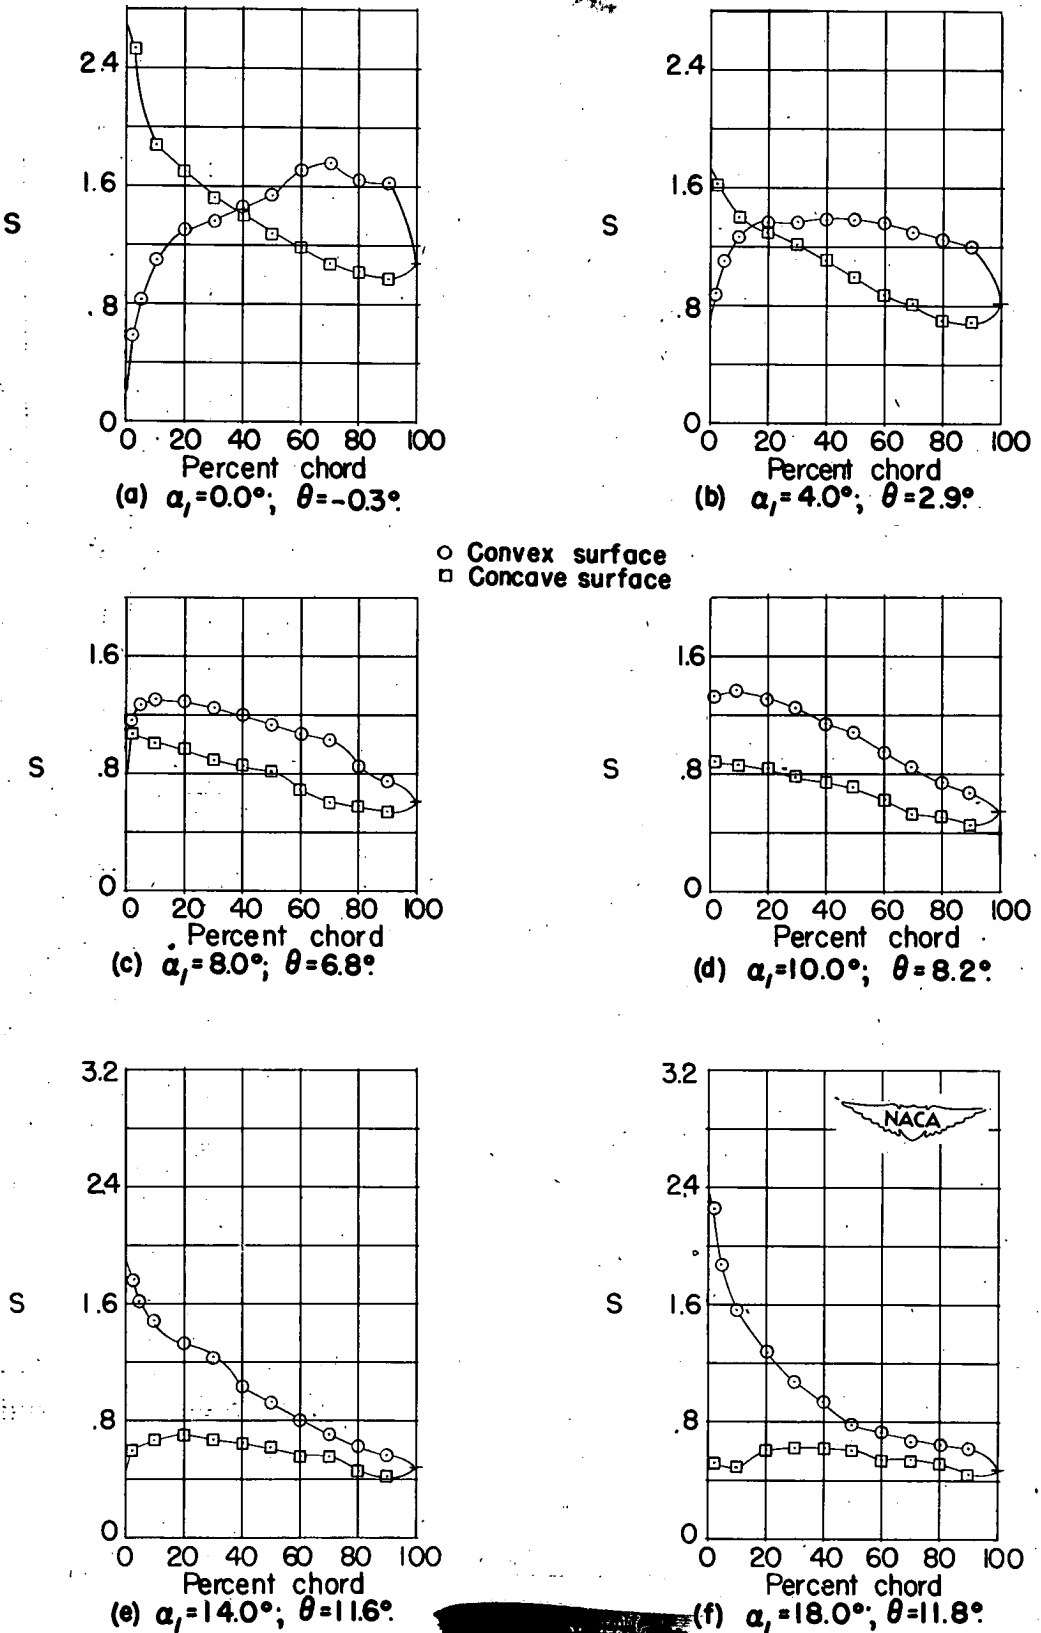 2.4 2.4
1.6 1.6
S S
.8 .8
0 0
0 20 40 60 80 100 0 20 40 60 80 100
Percent chord Percent chord
(a) α₁=0.0°; θ=-0.3°. (b) α₁=4.0°; θ=2.9°.
Convex surface
Concave surface
1.6 1.6
S .8 S .8
0 0
0 20 40 60 80 100 0 20 40 60 80 100
Percent chord Percent chord
(c) α₁=8.0°; θ=6.8°. (d) α₁=10.0°; θ=8.2°.
3.2 3.2
NACA
2.4 2.4
S 1.6 S 1.6
.8 .8
0 0
0 20 40 60 80 100 0 20 40 60 80 100
Percent chord Percent chord
(e) α₁=14.0°; θ=11.6°. (f) α₁=18.0°; θ=11.8°.